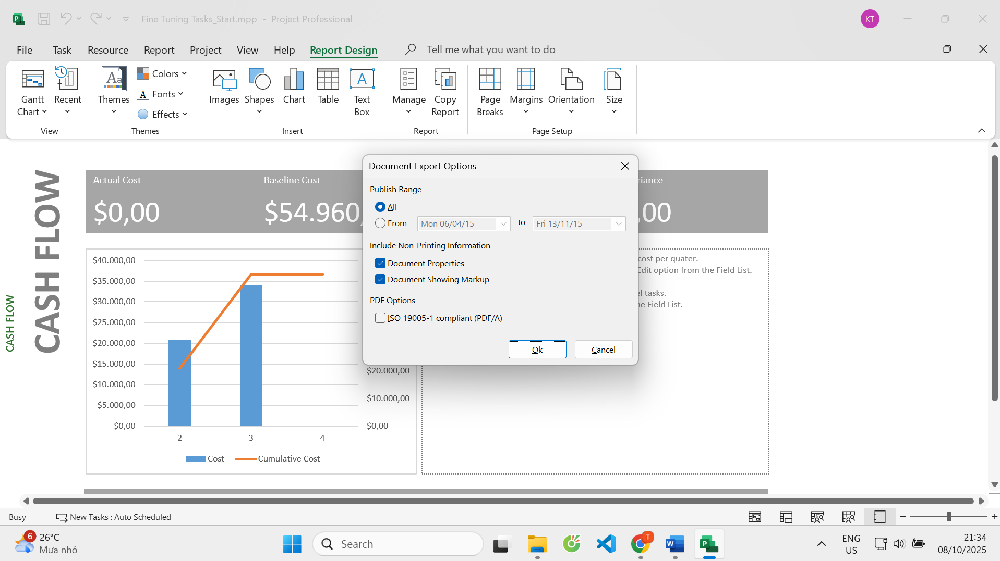 Fine Tuning Tasks_Start.mpp - Project Professional
KT
File Task Resource Report Project View Help Report Design Tell me what you want to do
Gantt Chart
Recent
Themes
Colors
Fonts
Effects
Images
Shapes
Chart
Table
Text Box
Manage
Copy Report
Page Breaks
Margins
Orientation
Size
View
Themes
Insert
Report
Page Setup
CASH FLOW
CASH FLOW
Actual Cost
$0,00
Baseline Cost
$54.960,
riance
,00
Document Export Options
Publish Range
All
From Mon 06/04/15 to Fri 13/11/15
Include Non-Printing Information
Document Properties
Document Showing Markup
PDF Options
ISO 19005-1 compliant (PDF/A)
Ok Cancel
$40.000,00
$35.000,00
$30.000,00
$25.000,00
$20.000,00
$15.000,00
$10.000,00
$5.000,00
$0,00
2 3 4
$20.000,00
$10.000,00
$0,00
Cost Cumulative Cost
cost per quater.
Edit option from the Field List.
el tasks.
he Field List.
Busy New Tasks : Auto Scheduled
6
26°C
Mưa nhỏ
Search
T
ENG
US
21:34
08/10/2025